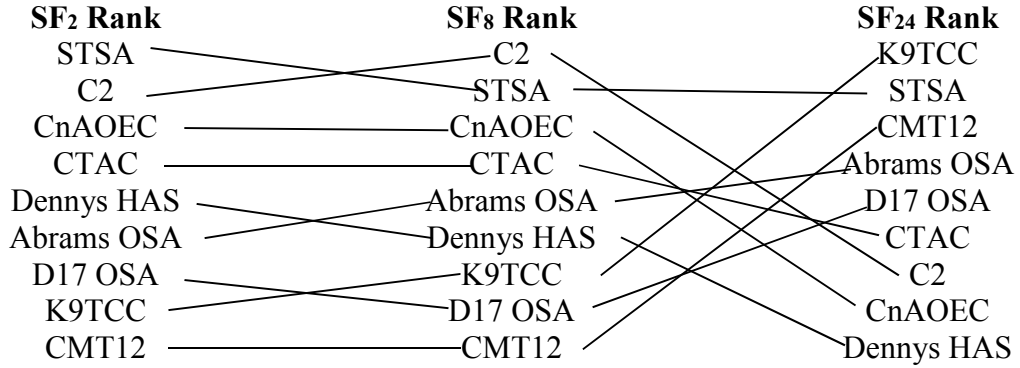 SF₂ Rank SF₈ Rank SF₂₄ Rank
STSA C2 K9TCC
C2 STSA STSA
CnAOEC CnAOEC CMT12
CTAC CTAC Abrams OSA
Dennys HAS Abrams OSA D17 OSA
Abrams OSA Dennys HAS CTAC
D17 OSA K9TCC C2
K9TCC D17 OSA CnAOEC
CMT12 CMT12 Dennys HAS